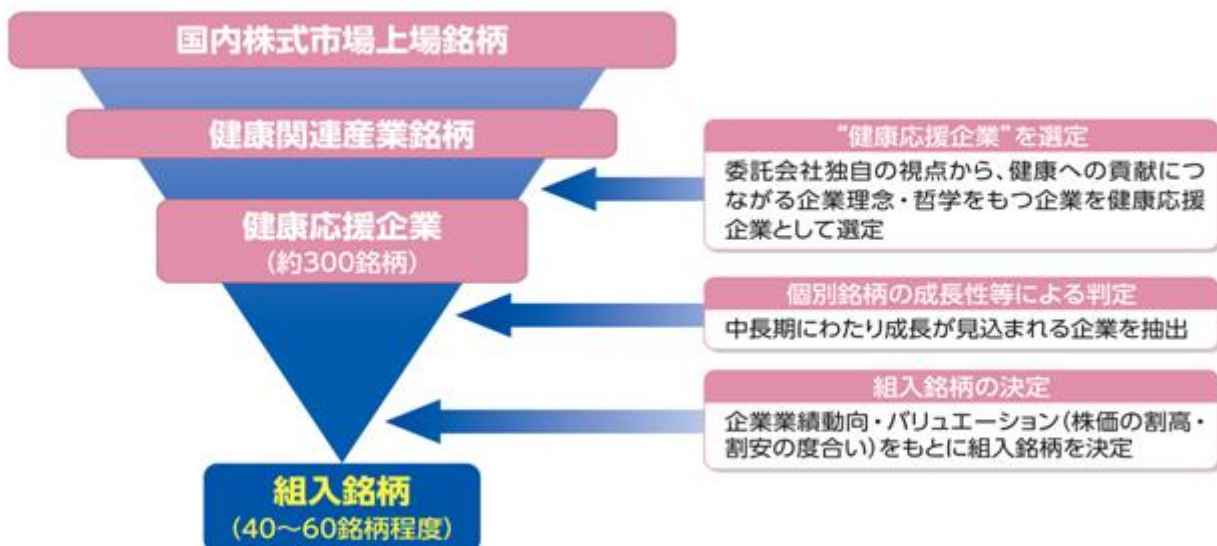 国内株式市場上場銘柄
健康関連産業銘柄
健康応援企業
(約300銘柄)
組入銘柄
(40～60銘柄程度)
"健康応援企業"を選定
委託会社独自の視点から、健康への貢献につ
ながる企業理念・哲学をもつ企業を健康応援
企業として選定
個別銘柄の成長性等による判定
中長期にわたり成長が見込まれる企業を抽出
組入銘柄の決定
企業業績動向・バリュエーション(株価の割高・
割安の度合い)をもとに組入銘柄を決定